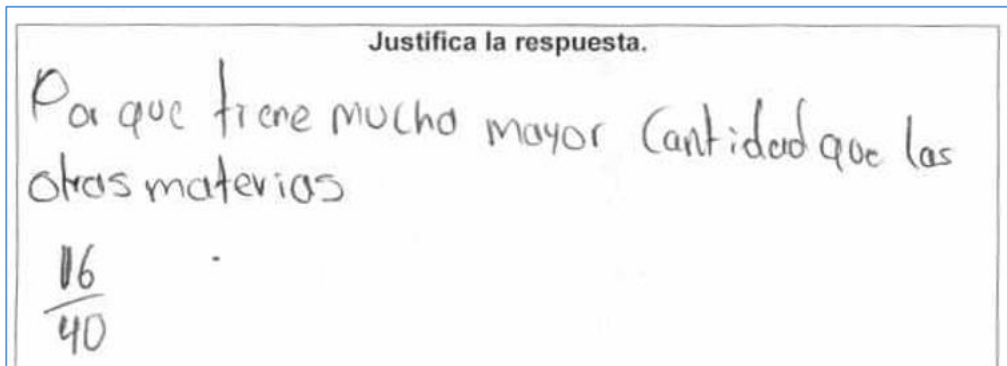 Justifica la respuesta.
Por que tiene mucho mayor Cantidad que las
otras materias
16
40